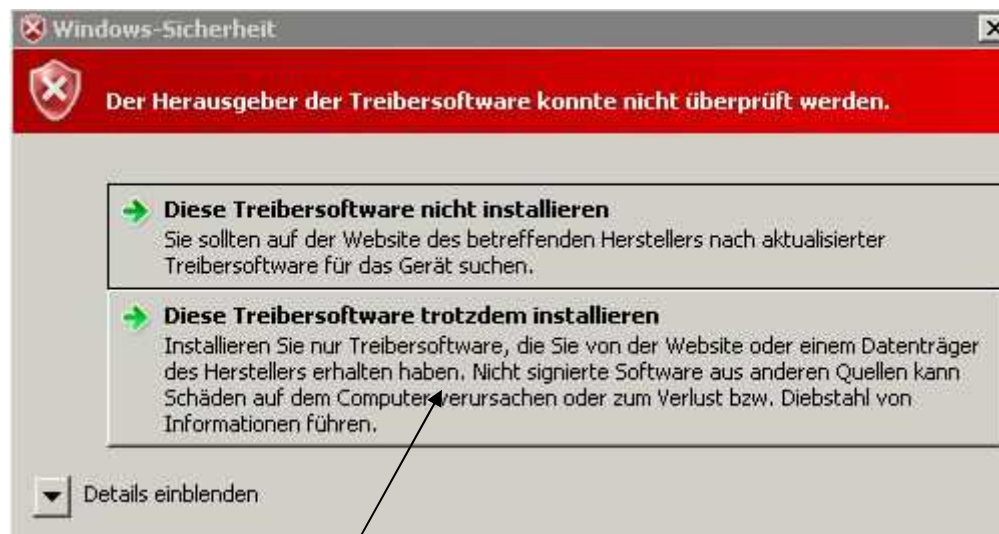 Windows-Sicherheit
Der Herausgeber der Treibersoftware konnte nicht überprüft werden.
Diese Treibersoftware nicht installieren
Sie sollten auf der Website des betreffenden Herstellers nach aktualisierter
Treibersoftware für das Gerät suchen.
Diese Treibersoftware trotzdem installieren
Installieren Sie nur Treibersoftware, die Sie von der Website oder einem Datenträger
des Herstellers erhalten haben. Nicht signierte Software aus anderen Quellen kann
Schäden auf dem Computer verursachen oder zum Verlust bzw. Diebstahl von
Informationen führen.
Details einblenden